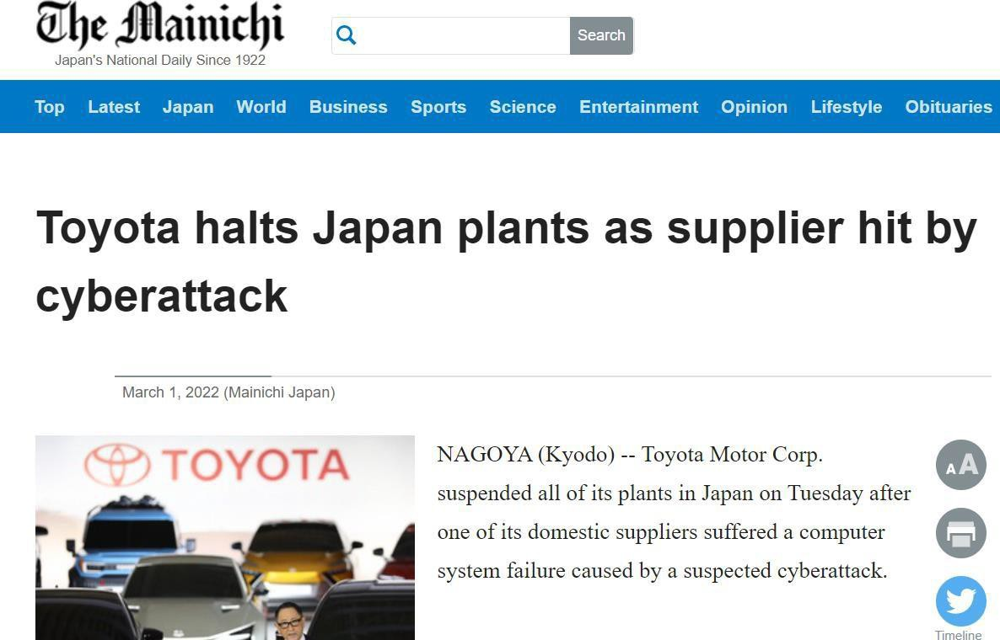 The Mainichi
Japan's National Daily Since 1922
Search
Top Latest Japan World Business Sports Science Entertainment Opinion Lifestyle Obituaries
Toyota halts Japan plants as supplier hit by
cyberattack
March 1, 2022 (Mainichi Japan)
TOYOTA
NAGOYA (Kyodo) -- Toyota Motor Corp.
suspended all of its plants in Japan on Tuesday after
one of its domestic suppliers suffered a computer
system failure caused by a suspected cyberattack.
A A
Timeline